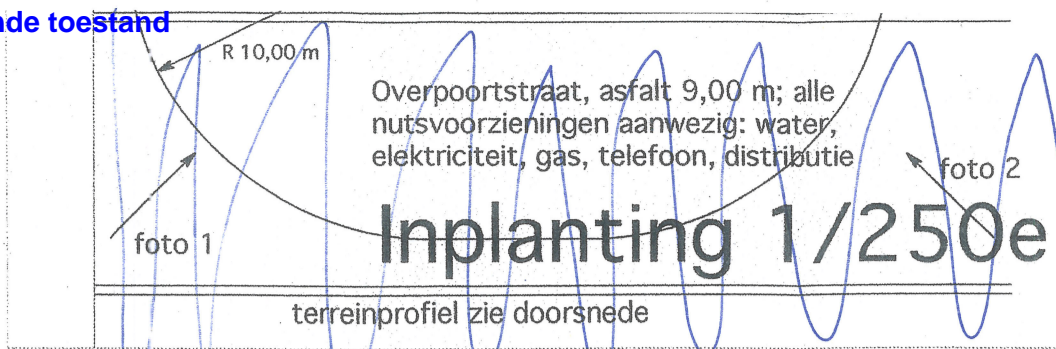 nde toestand
R 10,00 m
Overpoortstraat, asfalt 9,00 m; alle
nutsvoorzieningen aanwezig: water,
elektriciteit, gas, telefoon, distributie
foto 2
foto 1
Inplanting 1/250e
terreinprofiel zie doorsnede